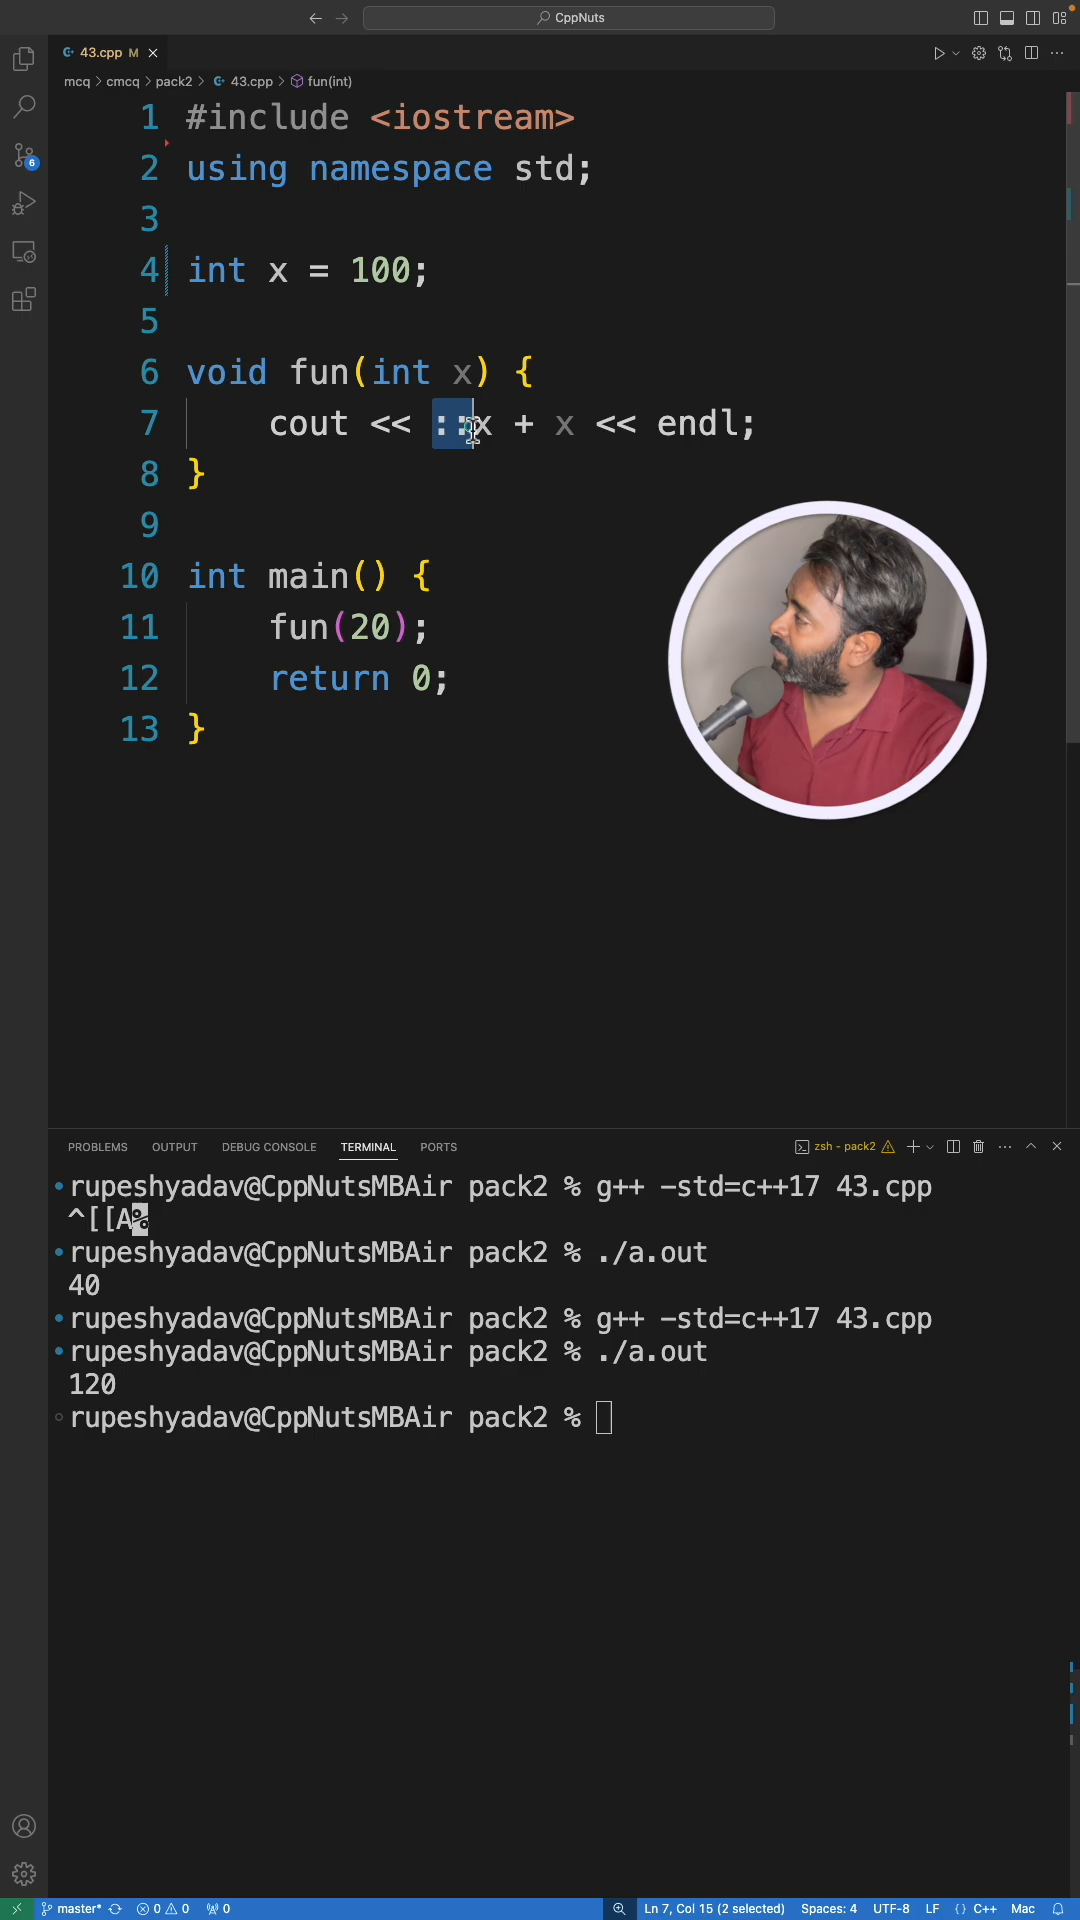 CppNuts
43.cpp M
mcq > cmcq > pack2 > 43.cpp > fun(int)
1 #include <iostream>
2 using namespace std;
3
4 int x = 100;
5
6 void fun(int x) {
7 cout << ::x + x << endl;
8 }
9
10 int main() {
11 fun(20);
12 return 0;
13 }
6
PROBLEMS OUTPUT DEBUG CONSOLE TERMINAL PORTS zsh - pack2
rupeshyadav@CppNutsMBAir pack2 % g++ -std=c++17 43.cpp
^[[A%
rupeshyadav@CppNutsMBAir pack2 % ./a.out
40
rupeshyadav@CppNutsMBAir pack2 % g++ -std=c++17 43.cpp
rupeshyadav@CppNutsMBAir pack2 % ./a.out
120
rupeshyadav@CppNutsMBAir pack2 %
master* 0 0 0 Ln 7, Col 15 (2 selected) Spaces: 4 UTF-8 LF {} C++ Mac